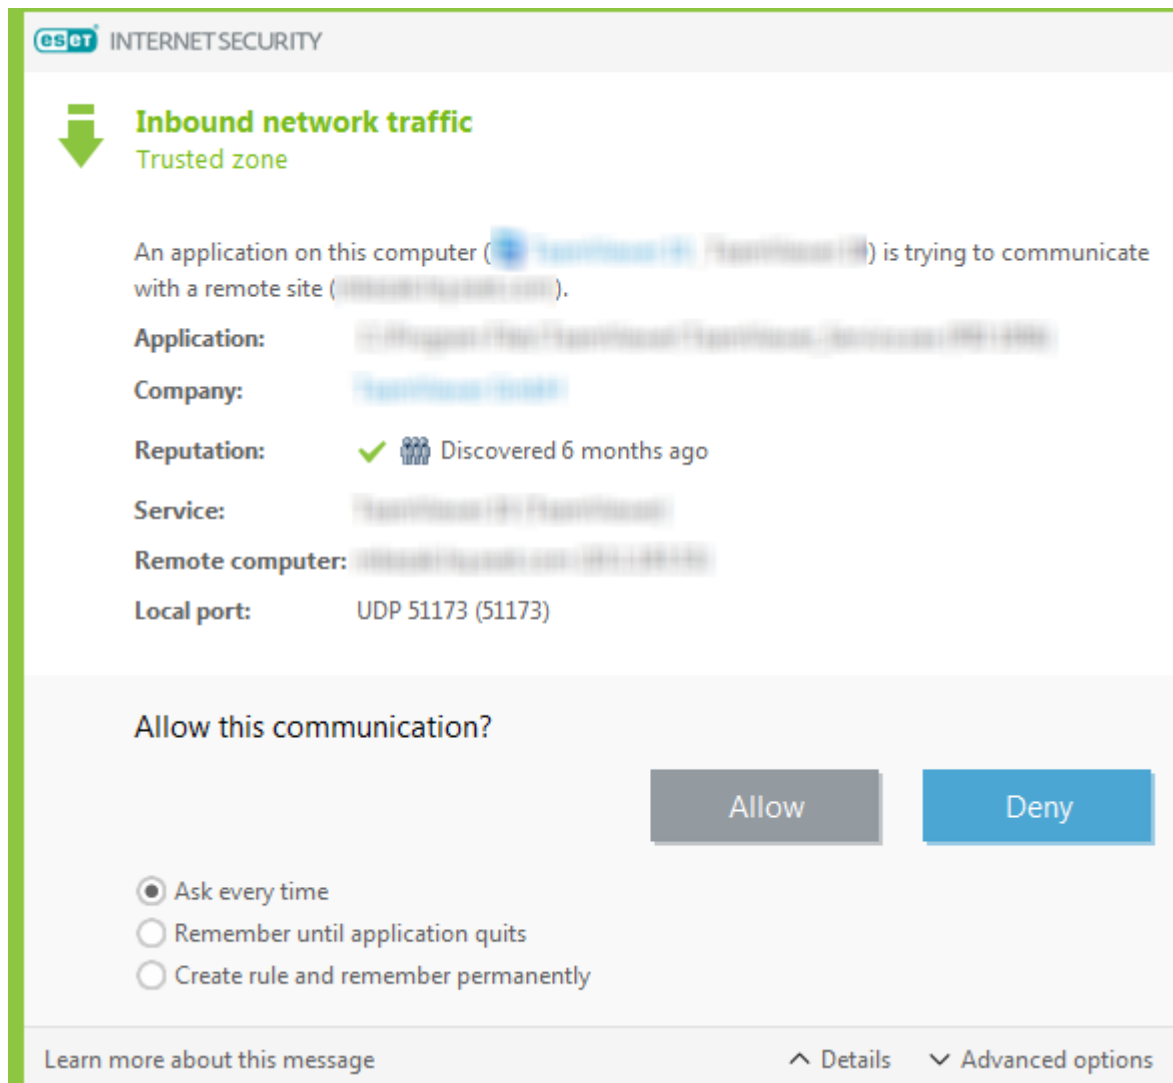 eset INTERNET SECURITY
Inbound network traffic
Trusted zone
An application on this computer ( ) is trying to communicate
with a remote site ( ).
Application:
Company:
Reputation: Discovered 6 months ago
Service:
Remote computer:
Local port: UDP 51173 (51173)
Allow this communication?
Allow Deny
Ask every time
Remember until application quits
Create rule and remember permanently
Learn more about this message Details Advanced options